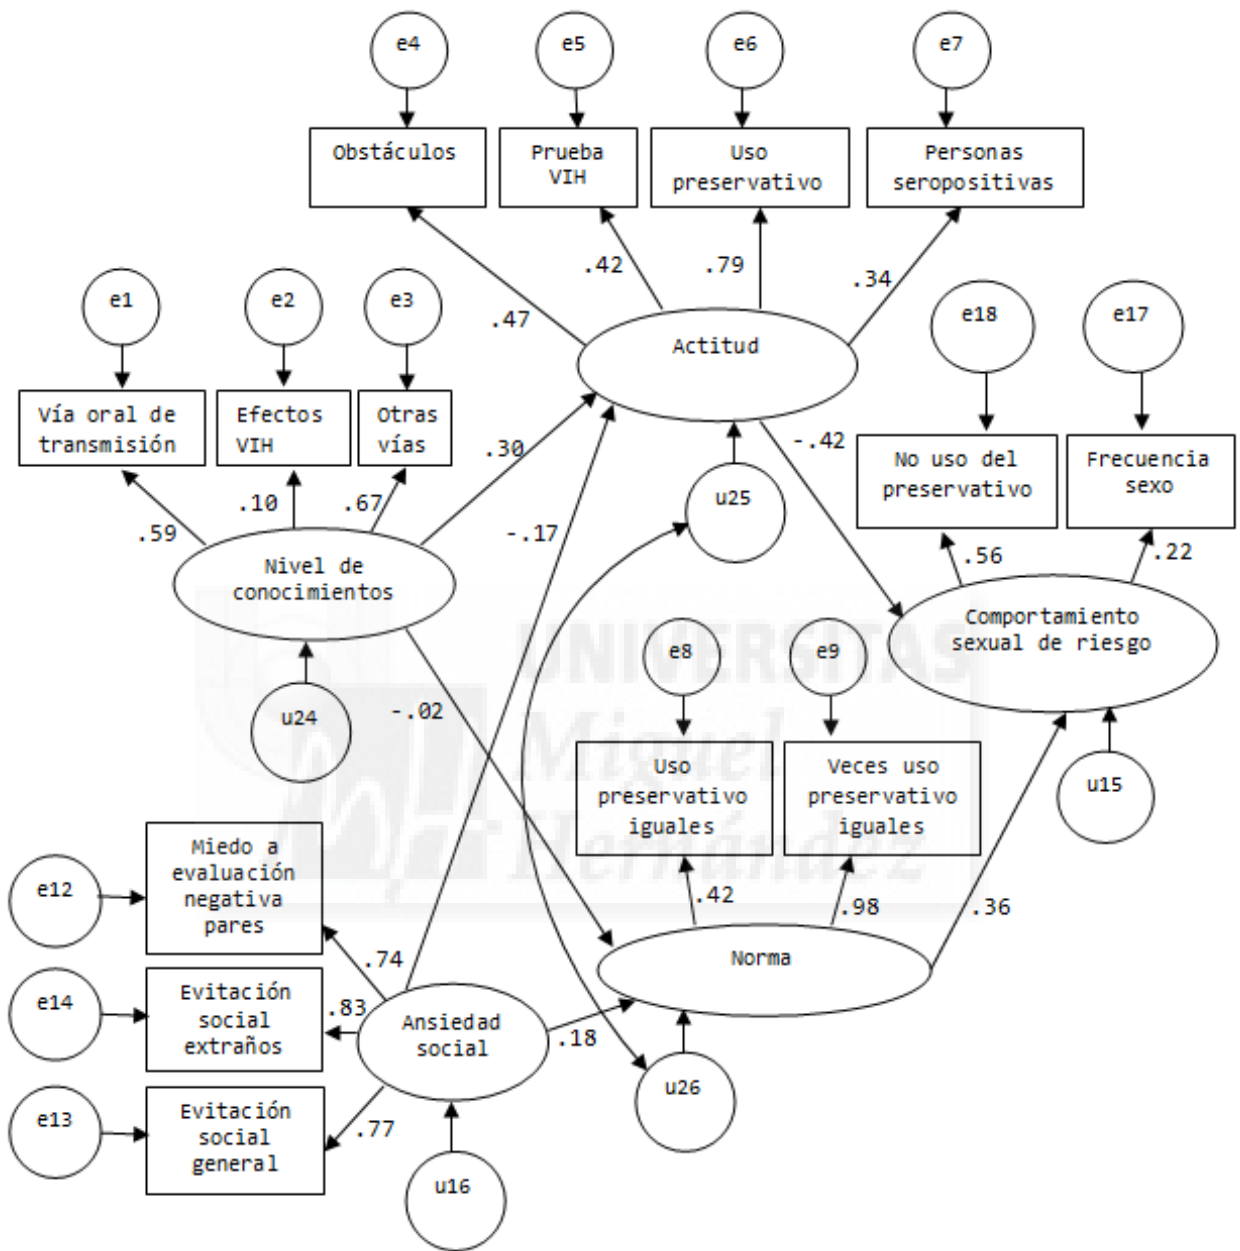 e4
e5
e6
e7
Obstáculos
Prueba
VIH
Uso
preservativo
Personas
seropositivas
.47
.42
.79
.34
e1
e2
e3
Vía oral de
transmisión
Efectos
VIH
Otras
vías
.59
.10
.67
Nivel de
conocimientos
u24
.30
-.17
-.02
Actitud
u25
-.42
e18
e17
No uso del
preservativo
Frecuencia
sexo
.56
.22
Comportamiento
sexual de riesgo
u15
UNIVERSITAS
Miguel
Hernández
e8
e9
Uso
preservativo
iguales
Veces uso
preservativo
iguales
.42
.98
.36
Norma
u26
e12
Miedo a
evaluación
negativa
pares
e14
Evitación
social
extraños
e13
Evitación
social
general
.74
.83
.77
Ansiedad
social
.18
u16